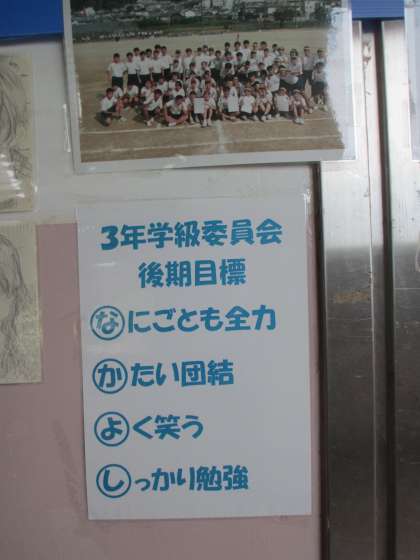 3年学級委員会
後期目標
なにごとも全力
かたい団結
よく笑う
しっかり勉強